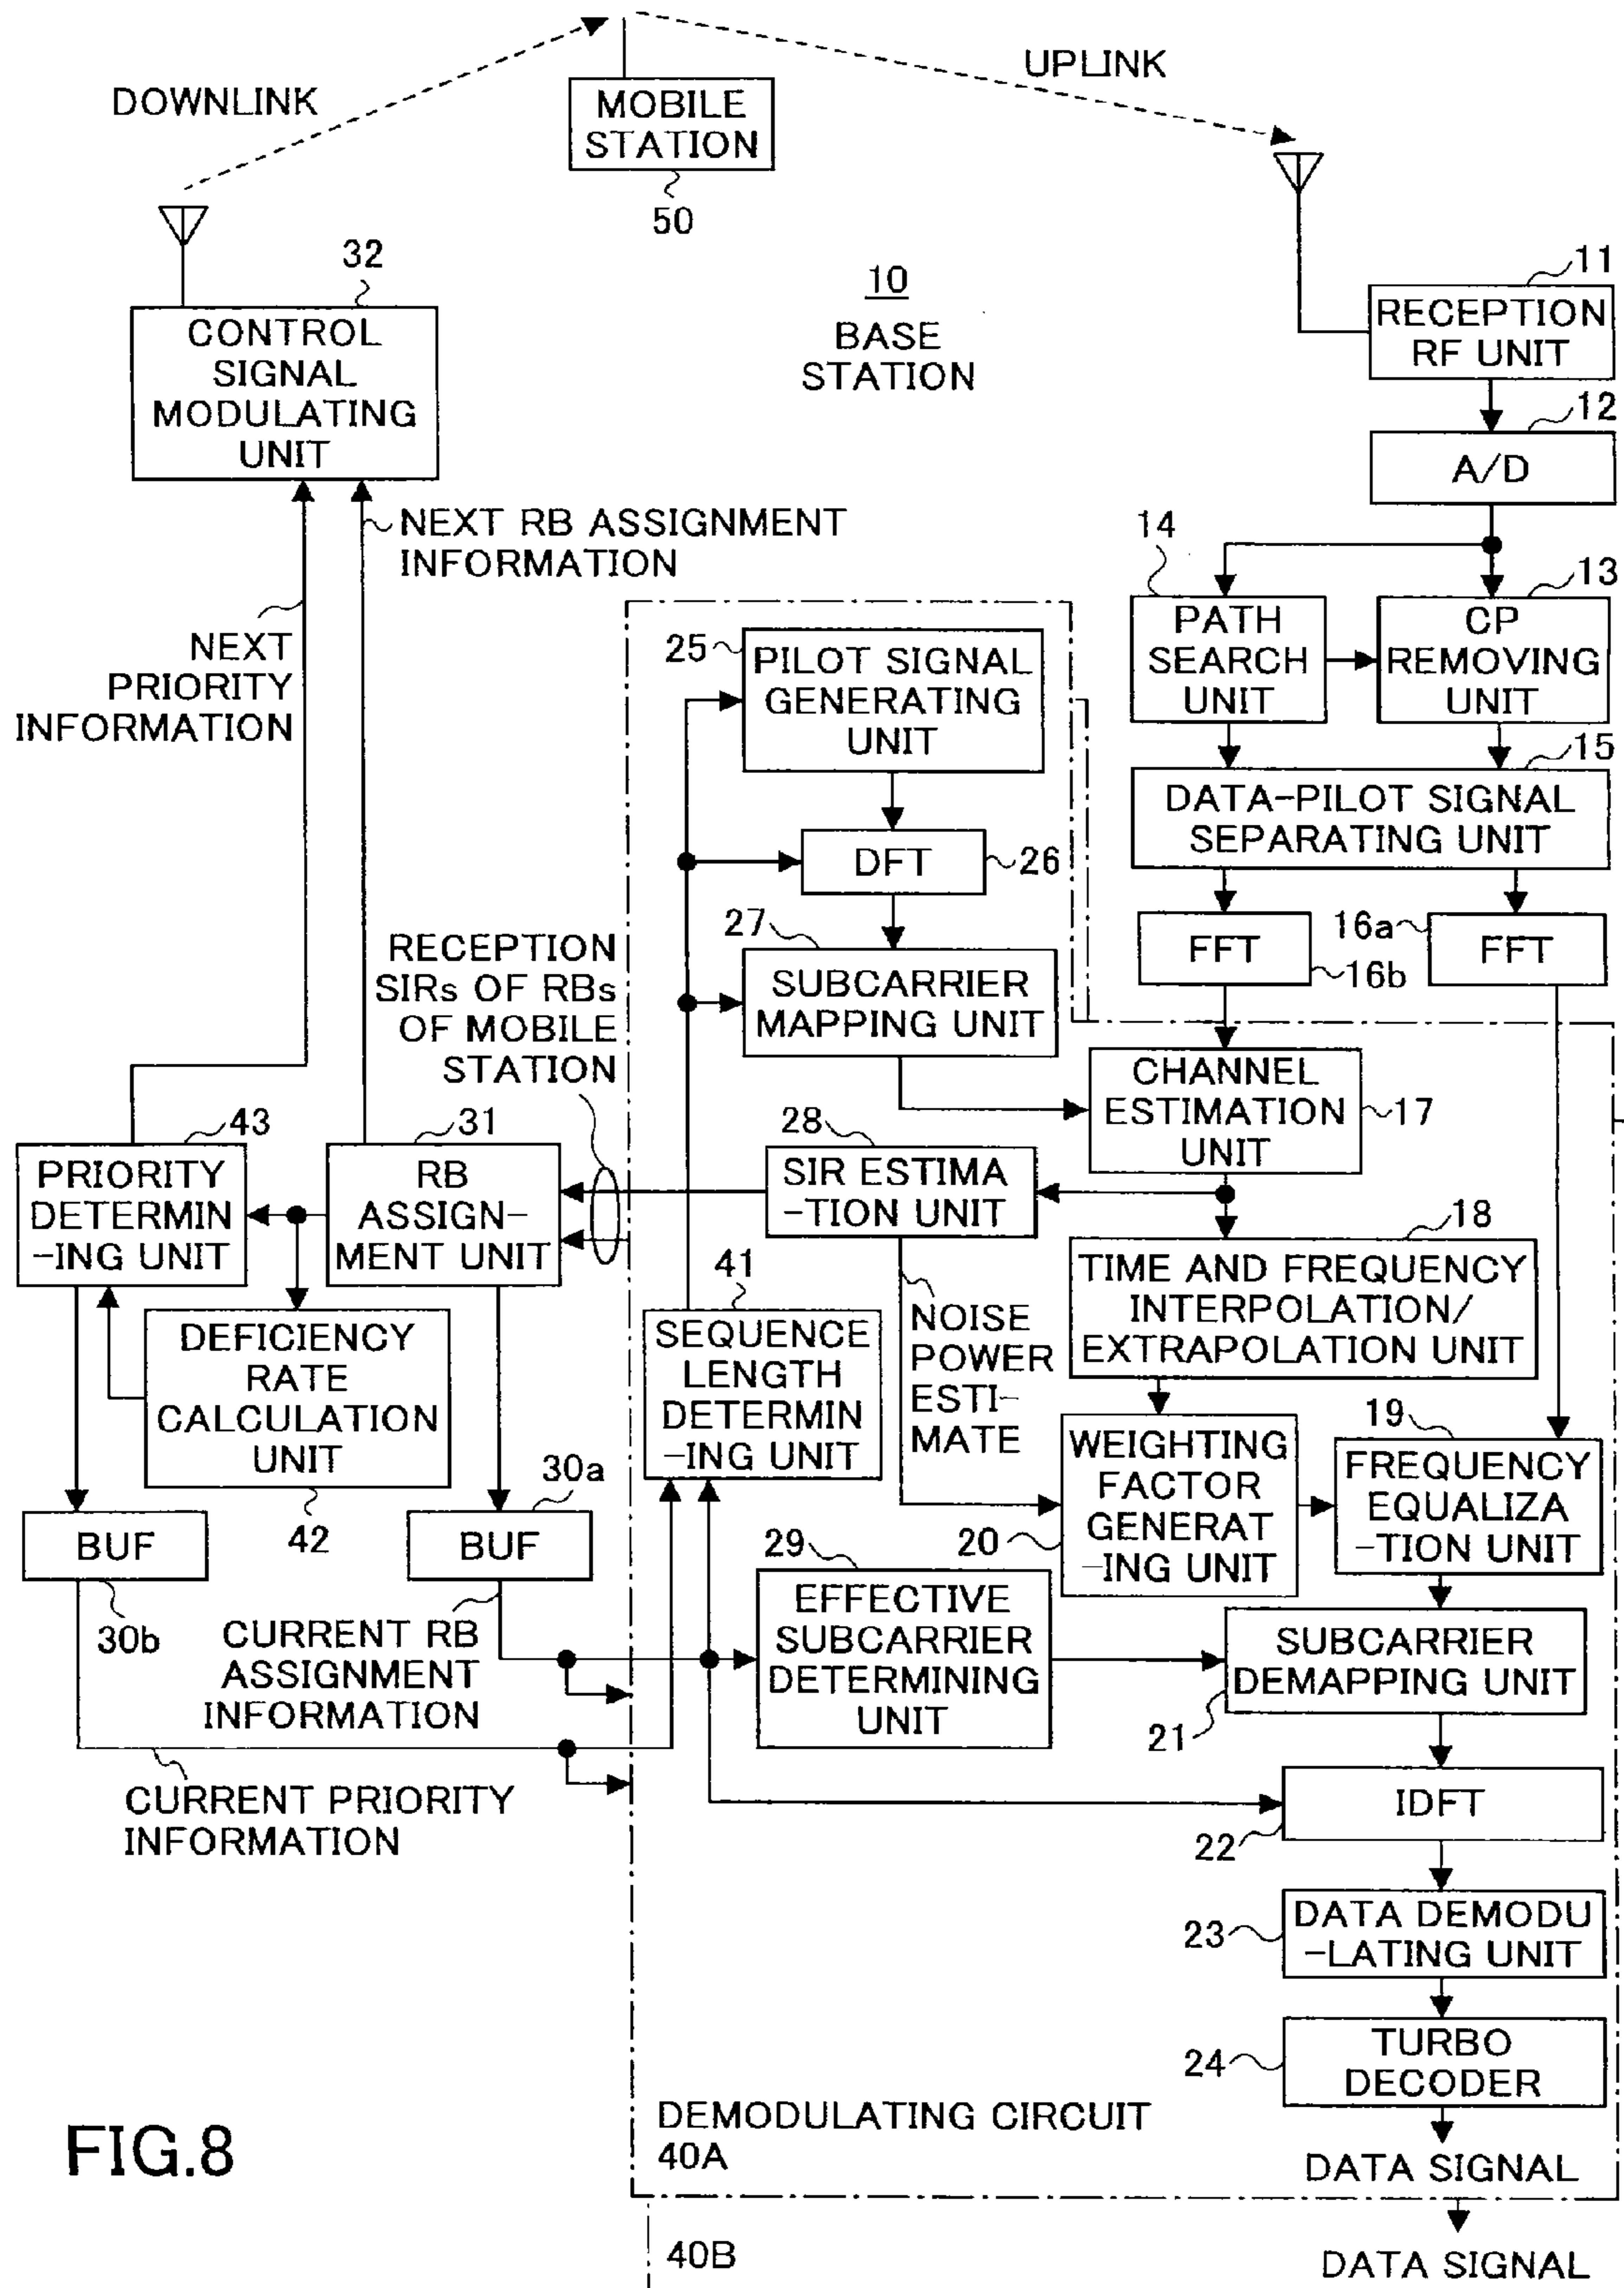 DOWNLINK
UPLINK
MOBILE
STATION
50
10
BASE
STATION
32
CONTROL
SIGNAL
MODULATING
UNIT
11
RECEPTION
RF UNIT
12
A/D
NEXT RB ASSIGNMENT
INFORMATION
NEXT
PRIORITY
INFORMATION
14
PATH
SEARCH
UNIT
13
CP
REMOVING
UNIT
25
PILOT SIGNAL
GENERATING
UNIT
15
DATA-PILOT SIGNAL
SEPARATING UNIT
DFT
26
FFT
16b
16a
FFT
27
SUBCARRIER
MAPPING UNIT
RECEPTION
SIRs OF RBs
OF MOBILE
STATION
CHANNEL
ESTIMATION
UNIT
17
43
PRIORITY
DETERMIN
-ING UNIT
31
RB
ASSIGN-
MENT UNIT
28
SIR ESTIMA
-TION UNIT
18
TIME AND FREQUENCY
INTERPOLATION/
EXTRAPOLATION UNIT
DEFICIENCY
RATE
CALCULATION
UNIT
42
41
SEQUENCE
LENGTH
DETERMIN
-ING UNIT
NOISE
POWER
ESTI-
MATE
WEIGHTING
FACTOR
GENERAT
-ING UNIT
20
19
FREQUENCY
EQUALIZA
-TION UNIT
BUF
30b
30a
BUF
CURRENT RB
ASSIGNMENT
INFORMATION
29
EFFECTIVE
SUBCARRIER
DETERMINING
UNIT
SUBCARRIER
DEMAPPING UNIT
21
CURRENT PRIORITY
INFORMATION
IDFT
22
DATA DEMODU
-LATING UNIT
23
TURBO
DECODER
24
DEMODULATING CIRCUIT
40A
DATA SIGNAL
40B
DATA SIGNAL
FIG.8